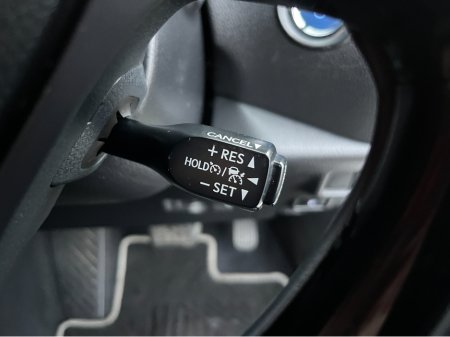 CANCEL
+ RES
HOLD /
− SET